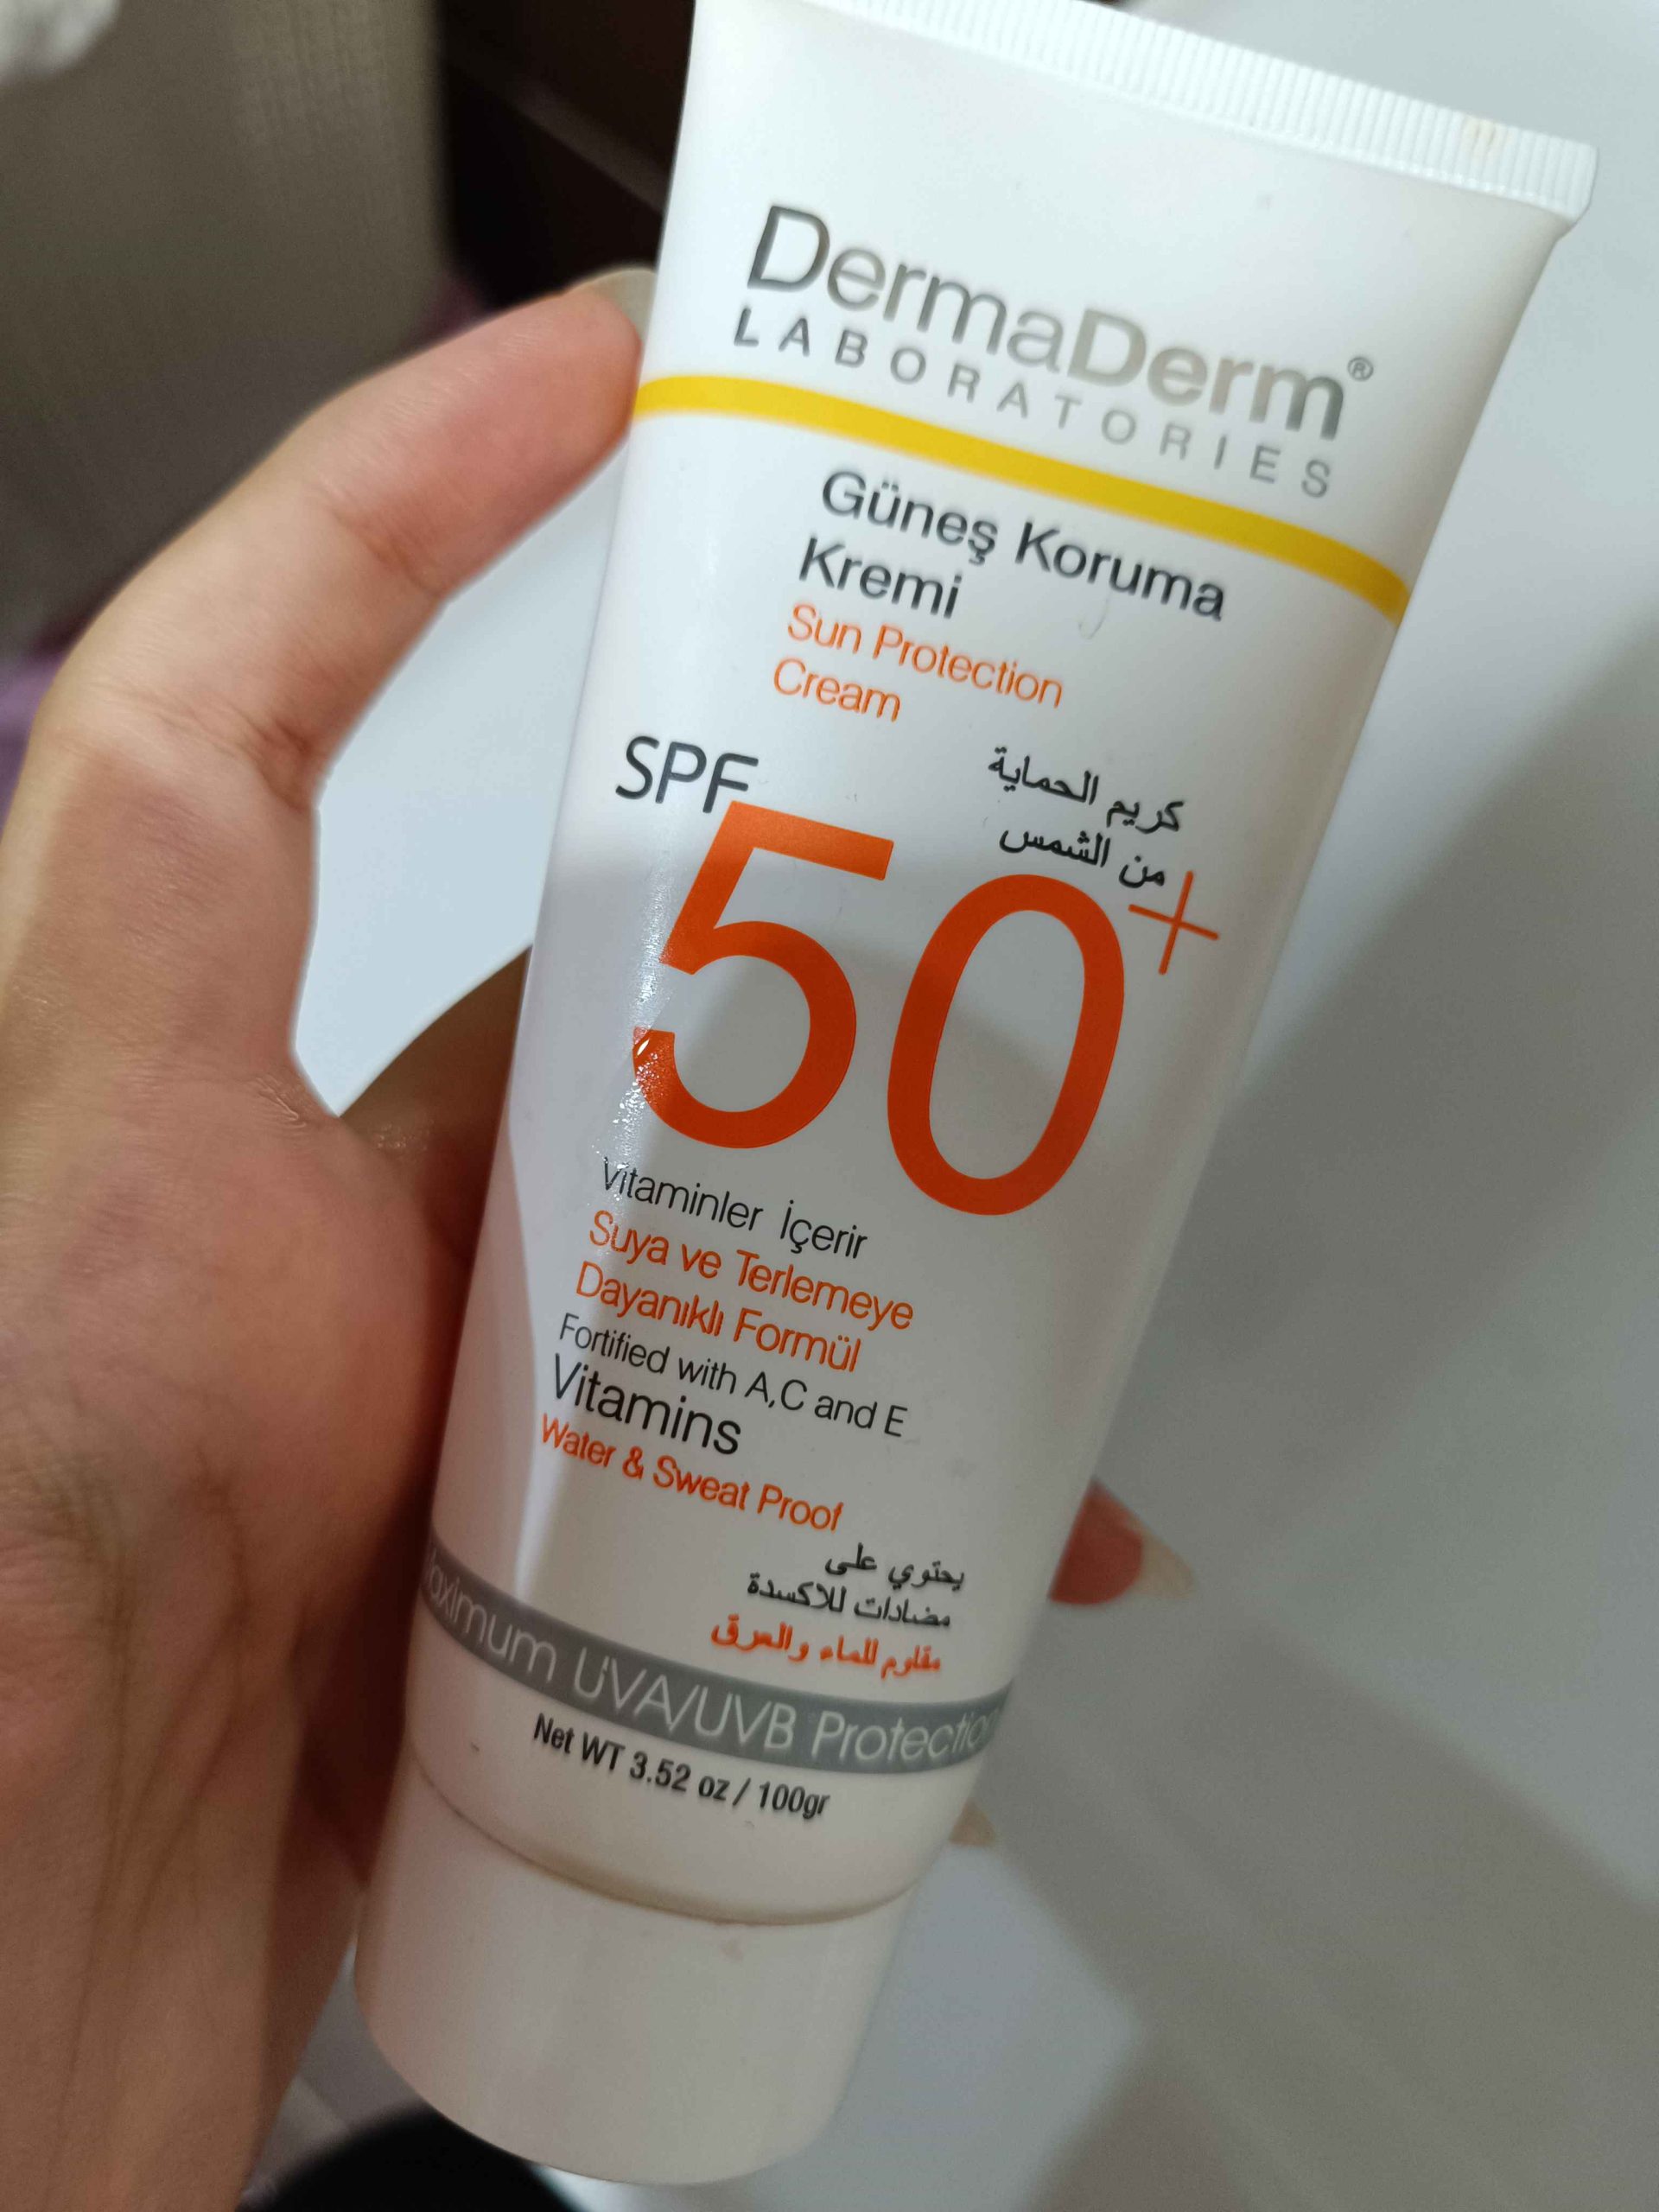 DermaDerm®
LABORATORIES
Güneş Koruma
Kremi
Sun Protection
Cream
كريم الحماية
من الشمس
SPF
50+
Vitaminler İçerir
Suya ve Terlemeye
Dayanıklı Formül
Fortified with A,C and E
Vitamins
Water & Sweat Proof
يحتوي على
مضادات للاكسدة
مقاوم للماء والعرق
aximum UVA/UVB Protectio
Net WT 3.52 oz / 100gr